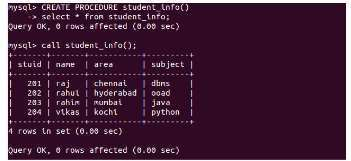 mysql> CREATE PROCEDURE student_info()
    -> select * from student_info;
Query OK, 0 rows affected (0.00 sec)
mysql> call student_info();
+-------+-------+-----------+---------+
| stuid | name  | area      | subject |
+-------+-------+-----------+---------+
|   201 | raj   | chennai   | dbms    |
|   202 | rahul | hyderabad | ooad    |
|   203 | rahim | munbai    | java    |
|   204 | vikas | kochi     | python  |
+-------+-------+-----------+---------+
4 rows in set (0.00 sec)
Query OK, 0 rows affected (0.00 sec)